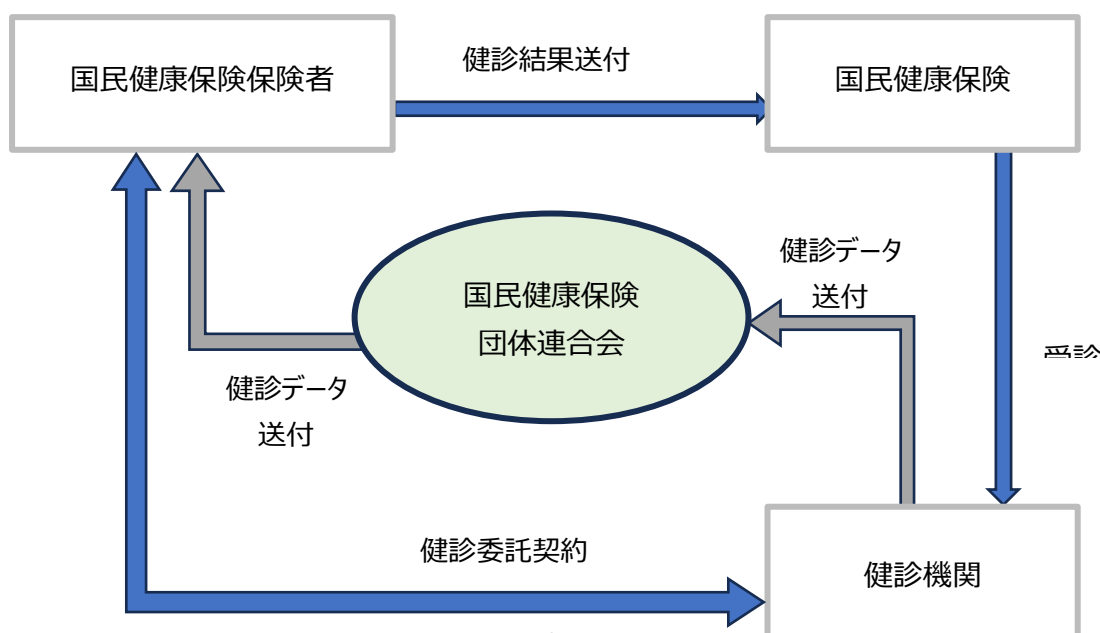 健診結果送付
国民健康保険保険者
国民健康保険
健診データ
送付
国民健康保険
団体連合会
健診データ
送付
健診委託契約
健診機関